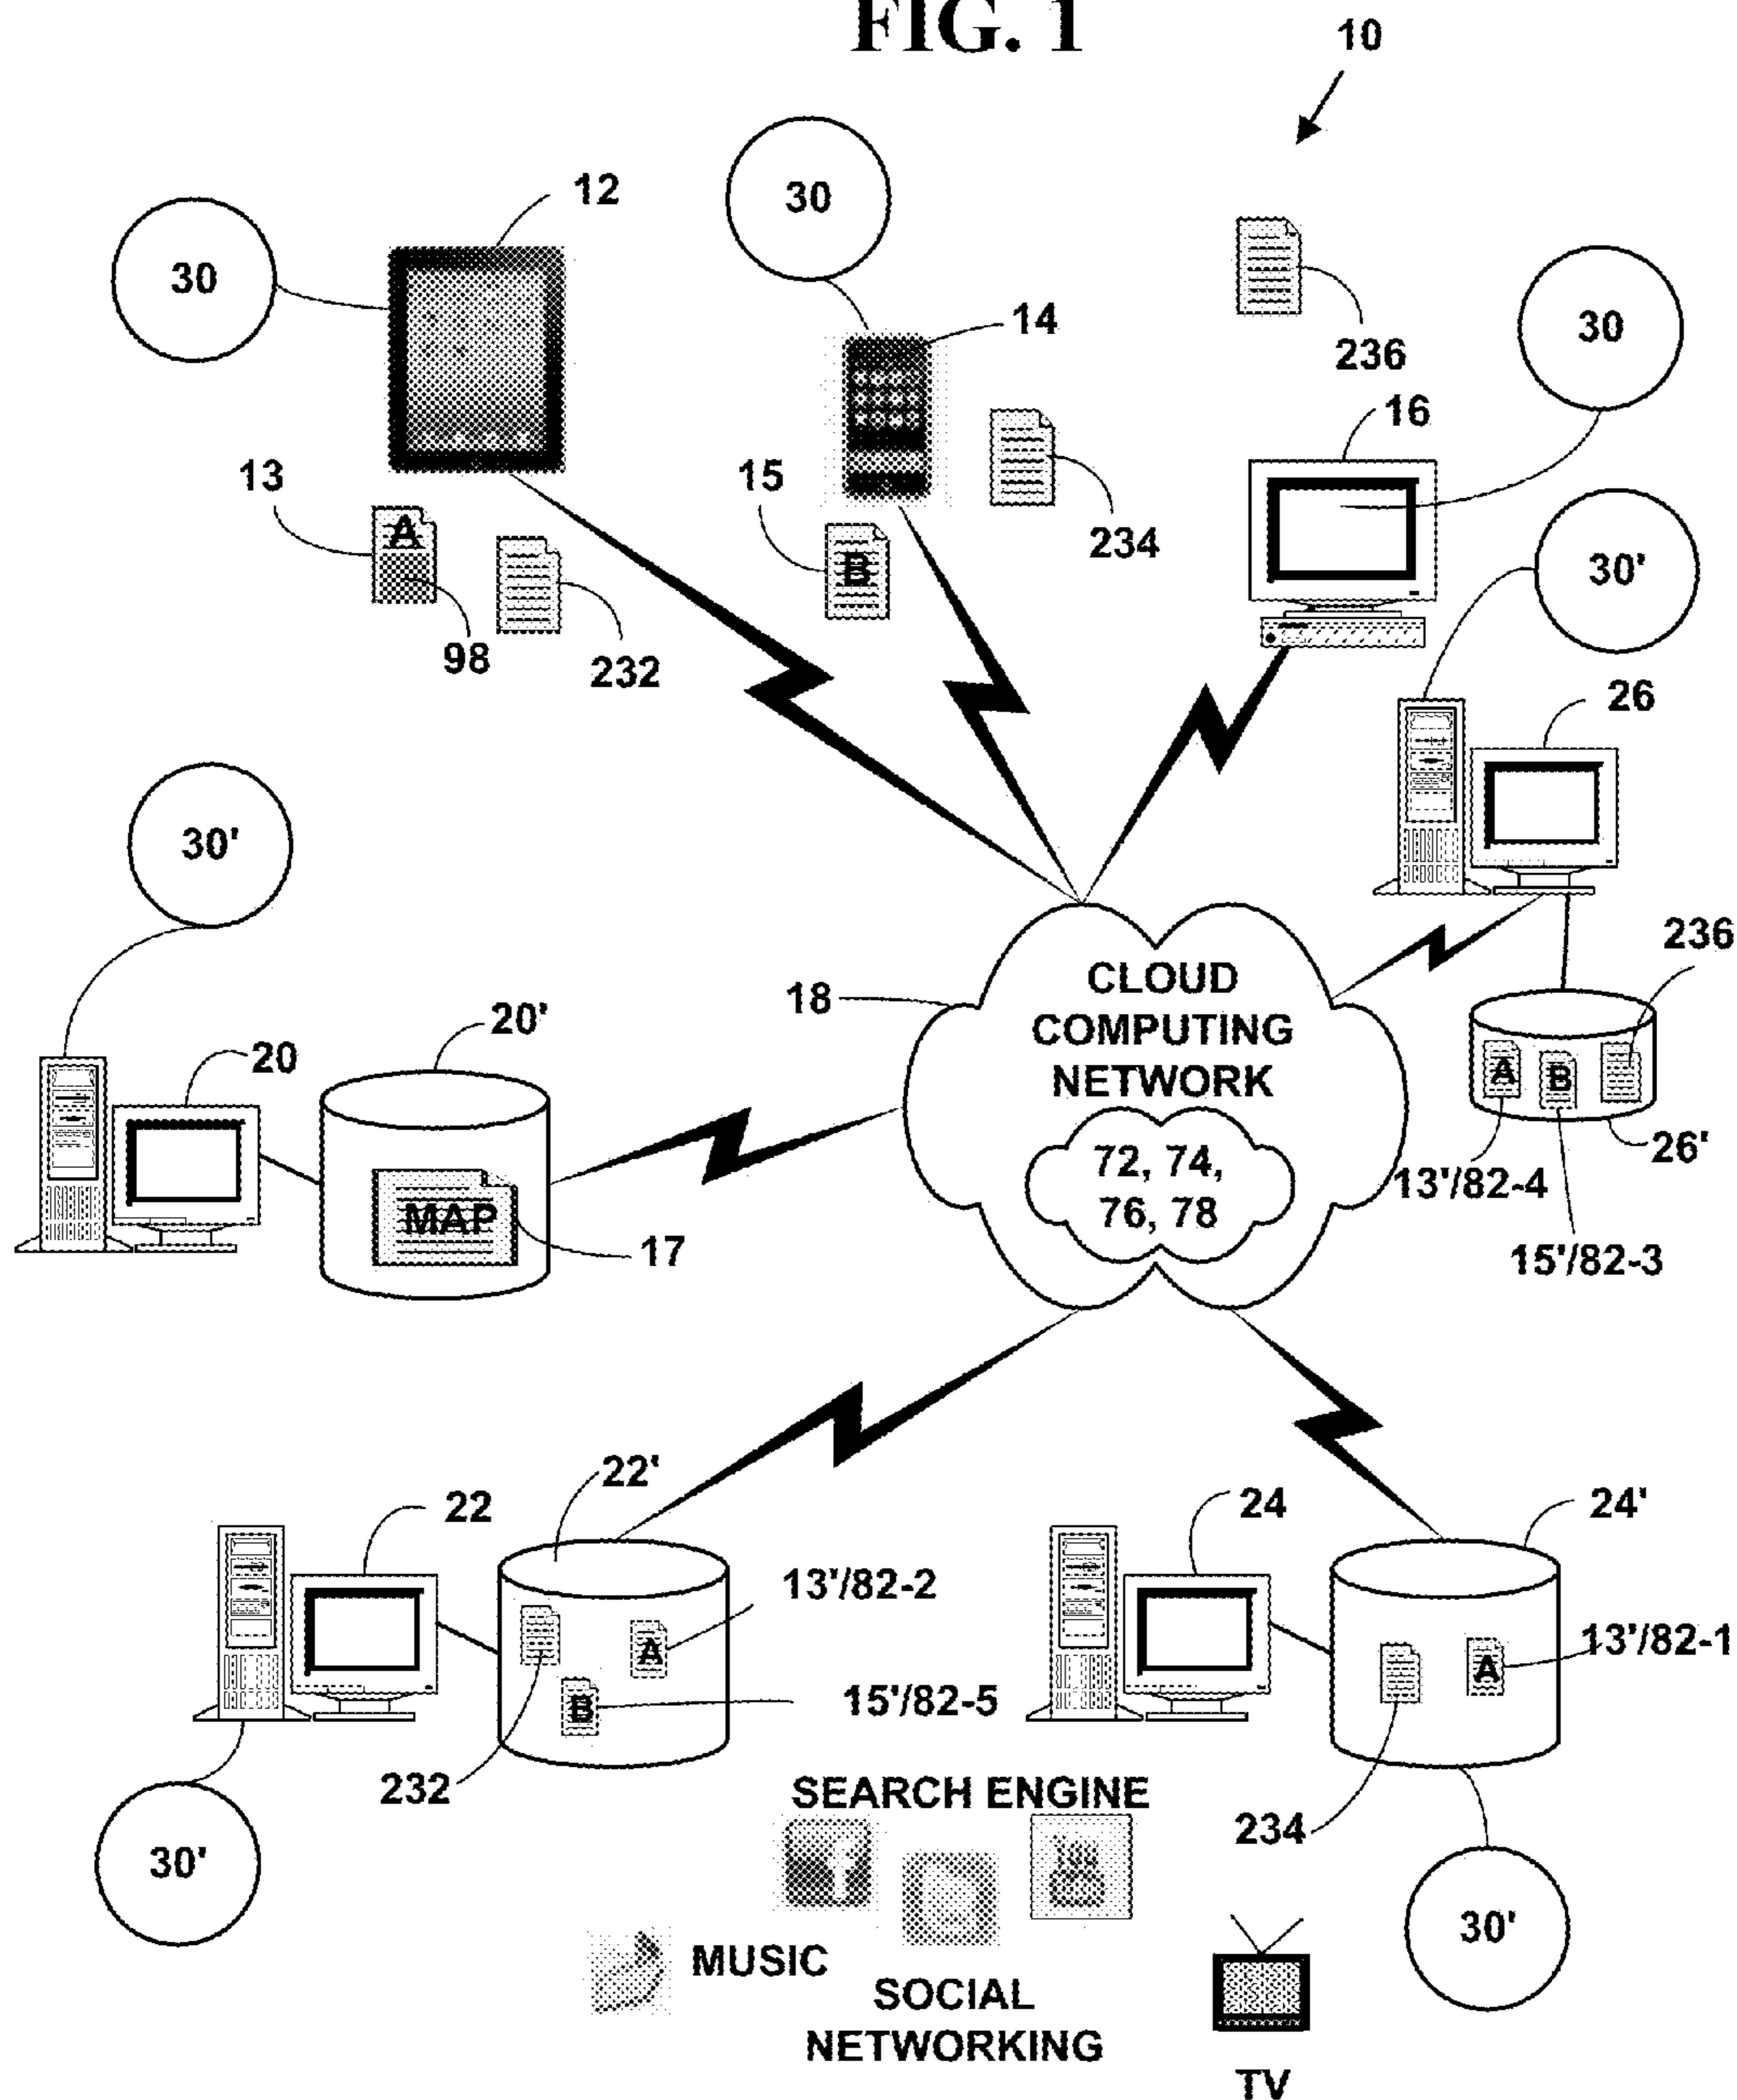 FIG. 1
10
12
30
30
30
14
236
16
13
15
A
B
234
30'
98
232
26
30'
236
18
CLOUD
COMPUTING
NETWORK
20'
20
A
B
72, 74,
76, 78
26'
13'/82-4
MAP
17
15'/82-3
22'
22
24
24'
13'/82-2
A
13'/82-1
A
15'/82-5
B
232
SEARCH ENGINE
234
f
You
30'
30'
MUSIC
SOCIAL
NETWORKING
TV